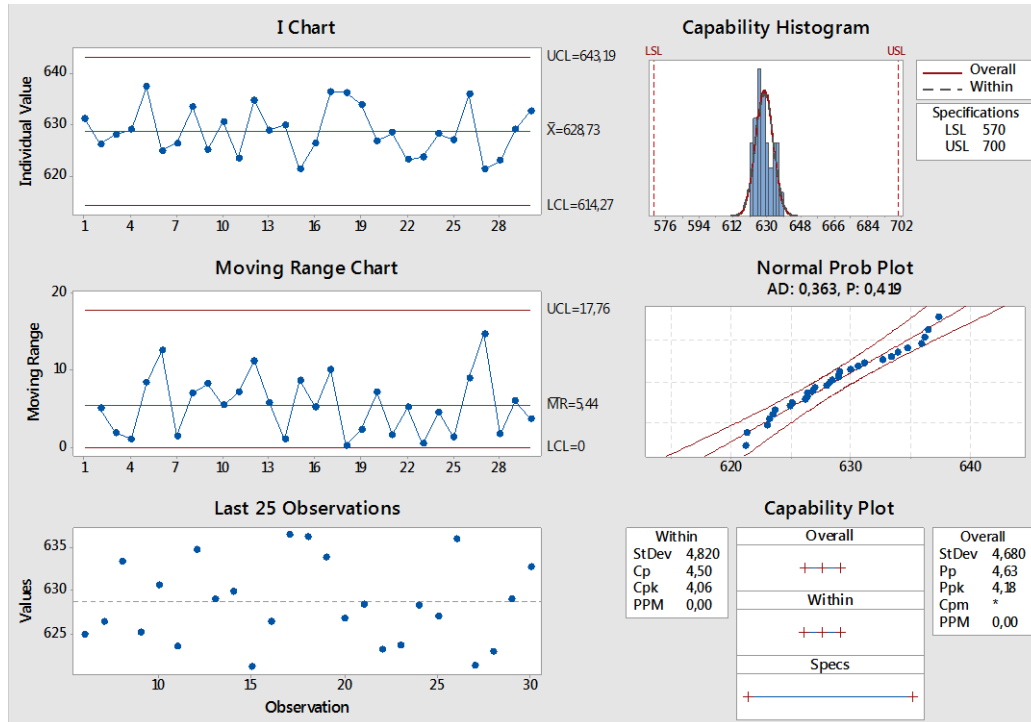 I Chart
Individual Value
640
630
620
UCL=643,19
X̄=628,73
LCL=614,27
1 4 7 10 13 16 19 22 25 28
Capability Histogram
LSL USL
576 594 612 630 648 666 684 702
Overall
Within
Specifications
LSL 570
USL 700
Moving Range Chart
Moving Range
20
10
0
UCL=17,76
M̄R̄=5,44
LCL=0
1 4 7 10 13 16 19 22 25 28
Normal Prob Plot
AD: 0,363, P: 0,419
620 630 640
Last 25 Observations
Values
635
630
625
10 15 20 25 30
Observation
Capability Plot
Within
StDev 4,820
Cp 4,50
Cpk 4,06
PPM 0,00
Overall
Within
Specs
Overall
StDev 4,680
Pp 4,63
Ppk 4,18
Cpm *
PPM 0,00